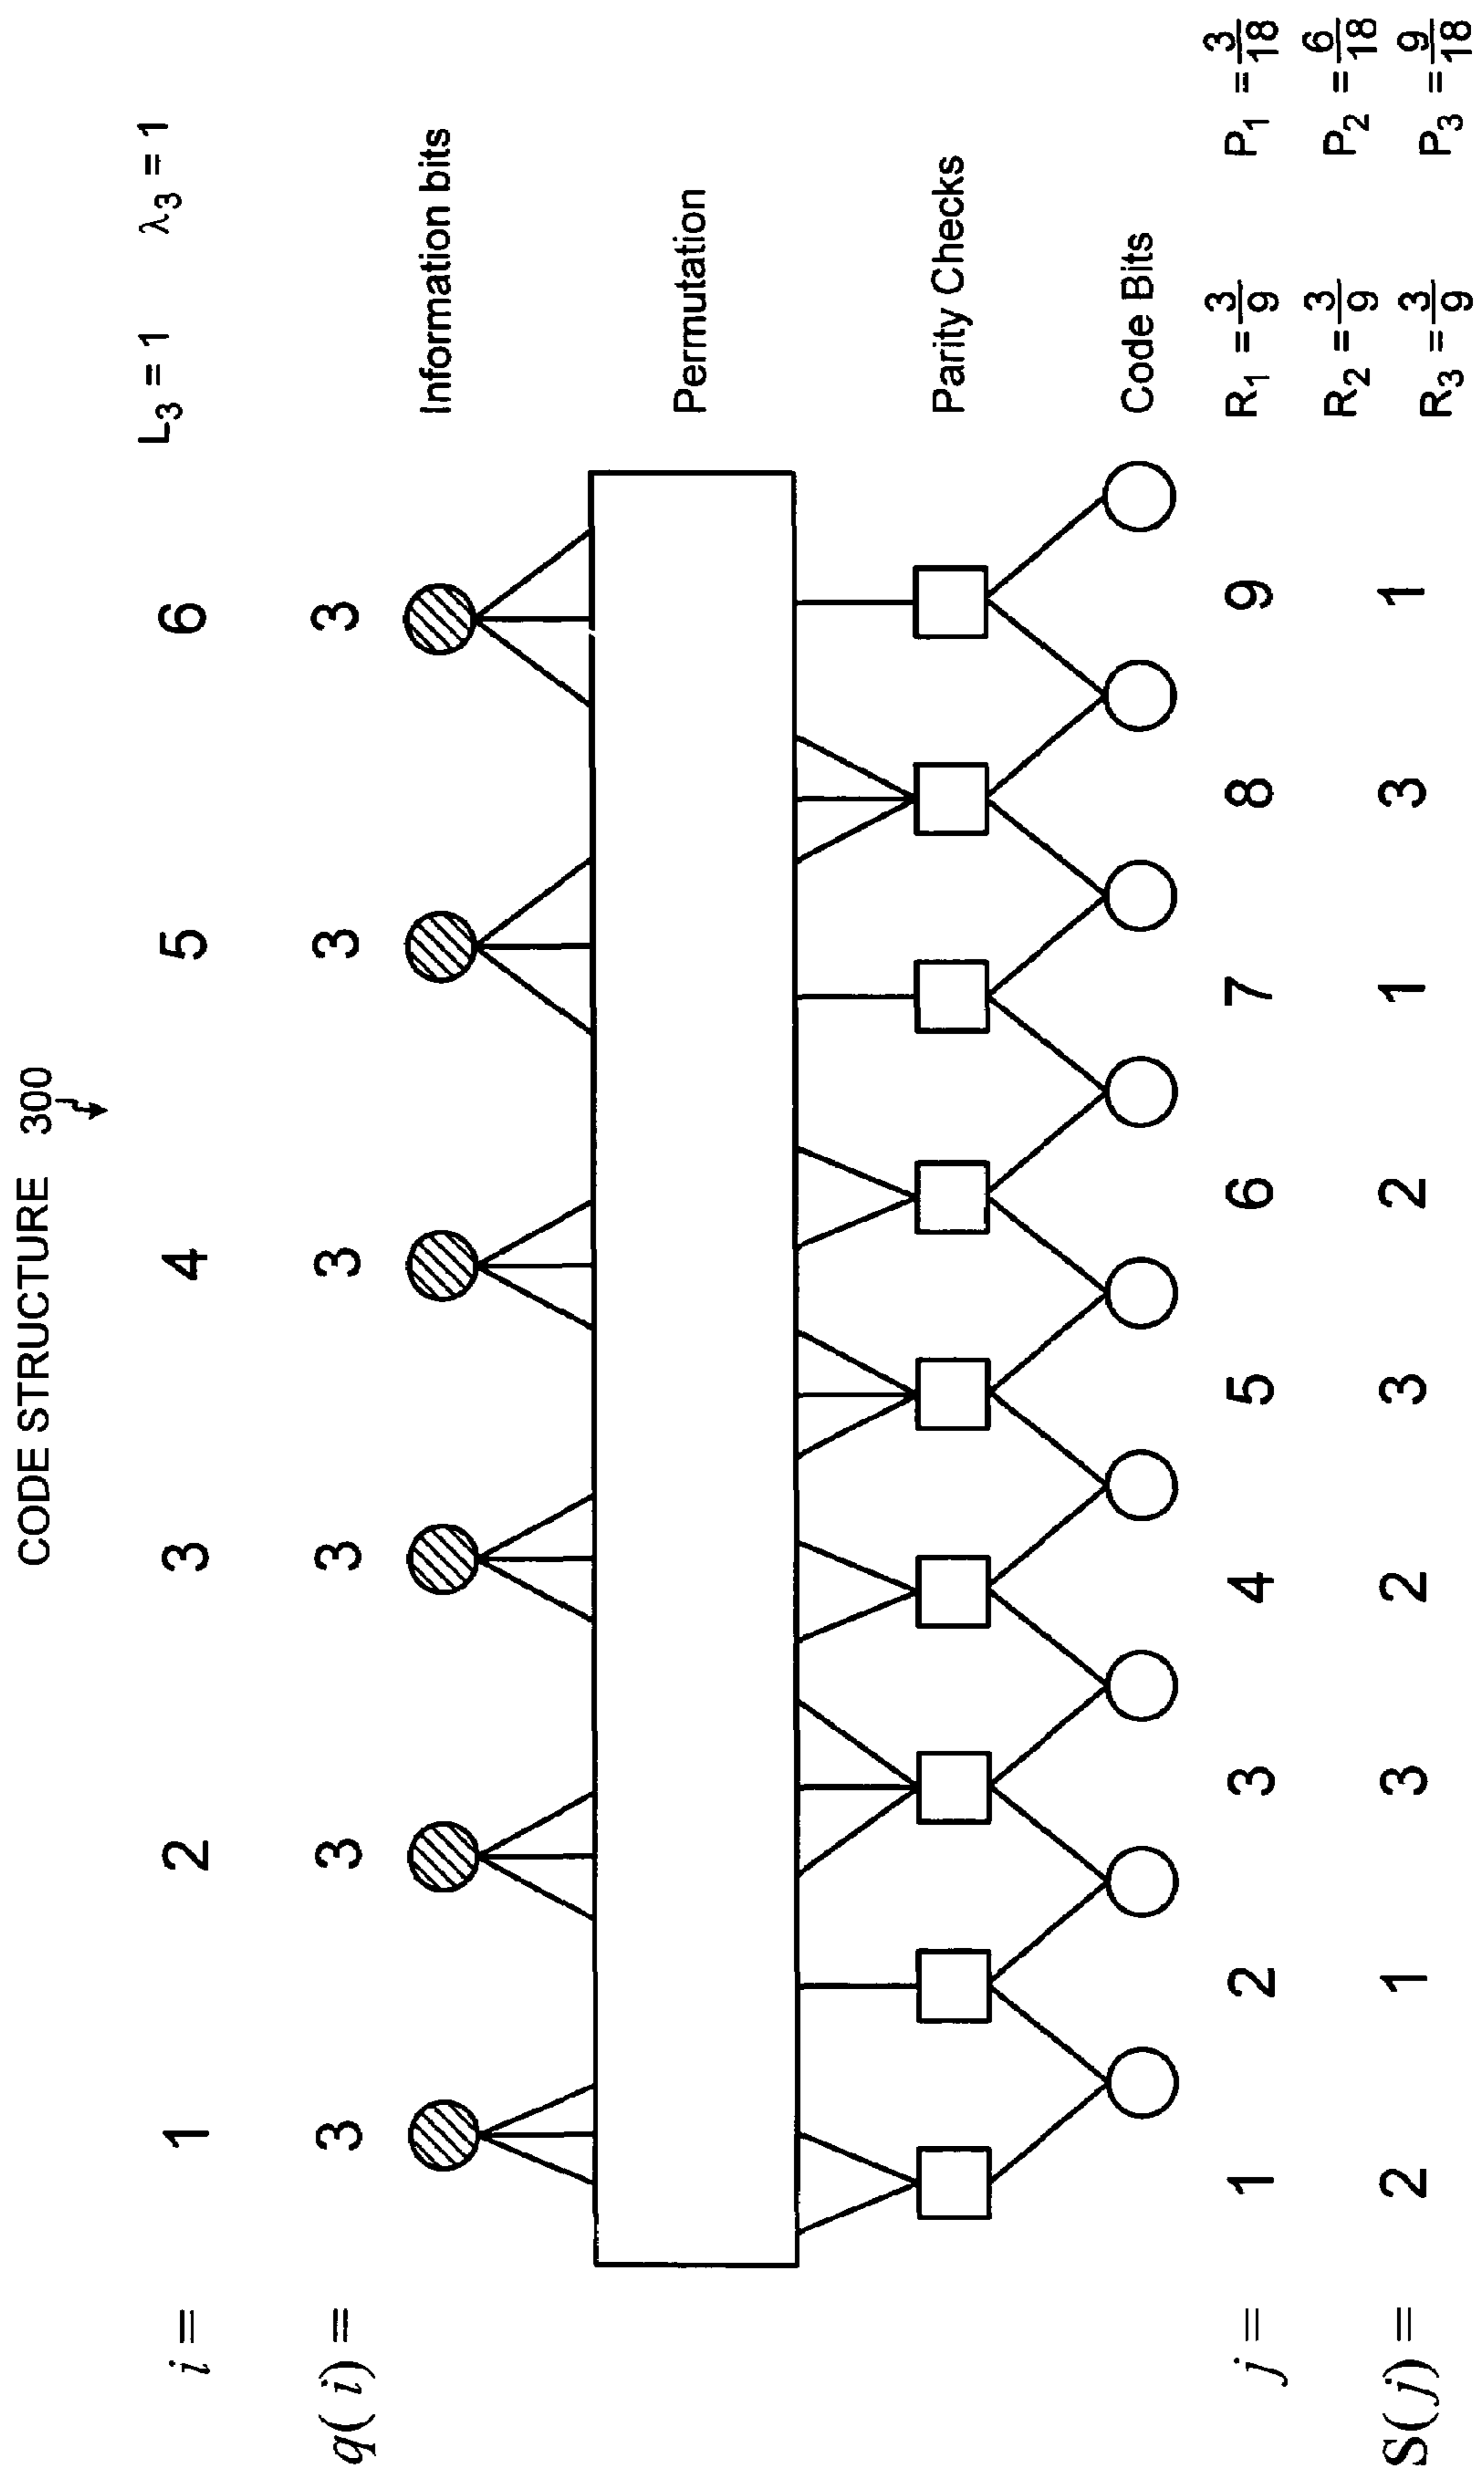 CODE STRUCTURE 300
i = 1 2 3 4 5 6 L₃ = 1 λ₃ = 1
q( i) = 3 3 3 3 3 3
Information bits
Permutation
Parity Checks
Code Bits
j = 1 2 3 4 5 6 7 8 9 R₁ = 3/9 P₁ = 3/18
R₂ = 3/9 P₂ = 6/18
S(j) = 2 1 3 2 3 2 1 3 1 R₃ = 3/9 P₃ = 9/18